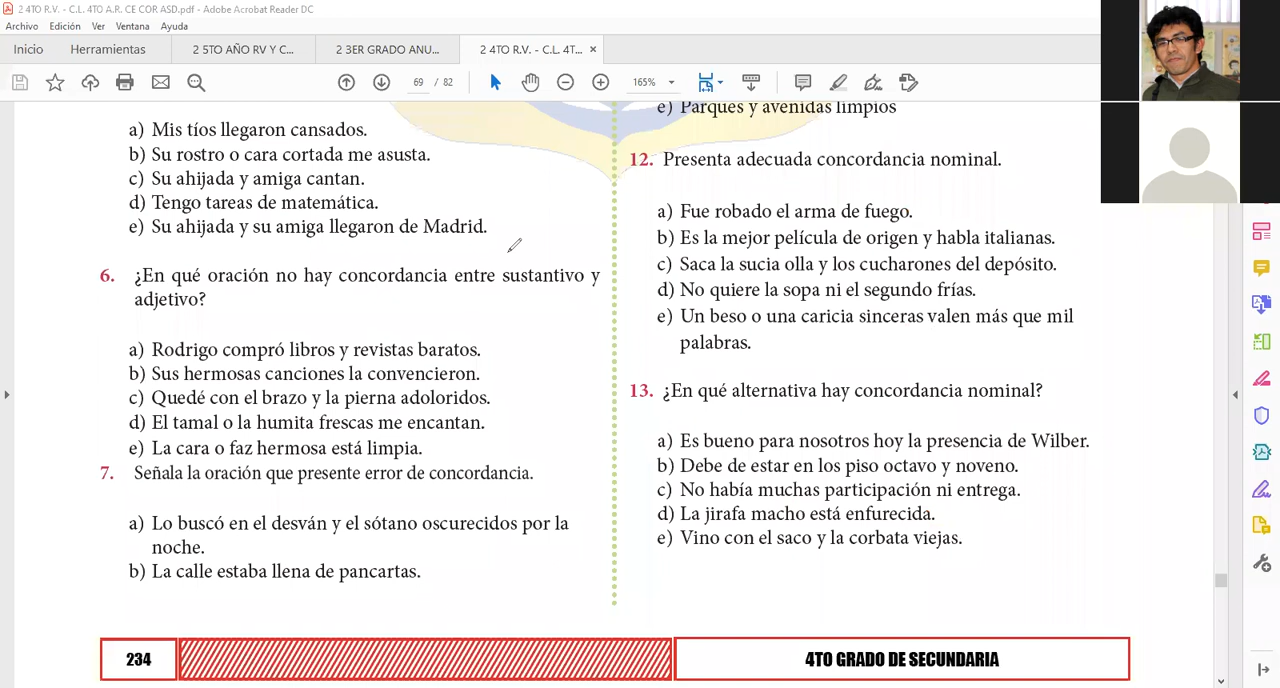 2 4TO R.V. - C.L. 4TO A.R. CE COR ASD.pdf - Adobe Acrobat Reader DC
Archivo Edición Ver Ventana Ayuda
Inicio Herramientas 2 5TO AÑO RV Y C... 2 3ER GRADO ANU... 2 4TO R.V. - C.L. 4T... ×
69 / 82 165%
a) Mis tíos llegaron cansados.
b) Su rostro o cara cortada me asusta.
c) Su ahijada y amiga cantan.
d) Tengo tareas de matemática.
e) Su ahijada y su amiga llegaron de Madrid.
6. ¿En qué oración no hay concordancia entre sustantivo y
adjetivo?
a) Rodrigo compró libros y revistas baratos.
b) Sus hermosas canciones la convencieron.
c) Quedé con el brazo y la pierna adoloridos.
d) El tamal o la humita frescas me encantan.
e) La cara o faz hermosa está limpia.
7. Señala la oración que presente error de concordancia.
a) Lo buscó en el desván y el sótano oscurecidos por la
noche.
b) La calle estaba llena de pancartas.
e) Parques y avenidas limpios
12. Presenta adecuada concordancia nominal.
a) Fue robado el arma de fuego.
b) Es la mejor película de origen y habla italianas.
c) Saca la sucia olla y los cucharones del depósito.
d) No quiere la sopa ni el segundo frías.
e) Un beso o una caricia sinceras valen más que mil
palabras.
13. ¿En qué alternativa hay concordancia nominal?
a) Es bueno para nosotros hoy la presencia de Wilber.
b) Debe de estar en los piso octavo y noveno.
c) No había muchas participación ni entrega.
d) La jirafa macho está enfurecida.
e) Vino con el saco y la corbata viejas.
234
4TO GRADO DE SECUNDARIA